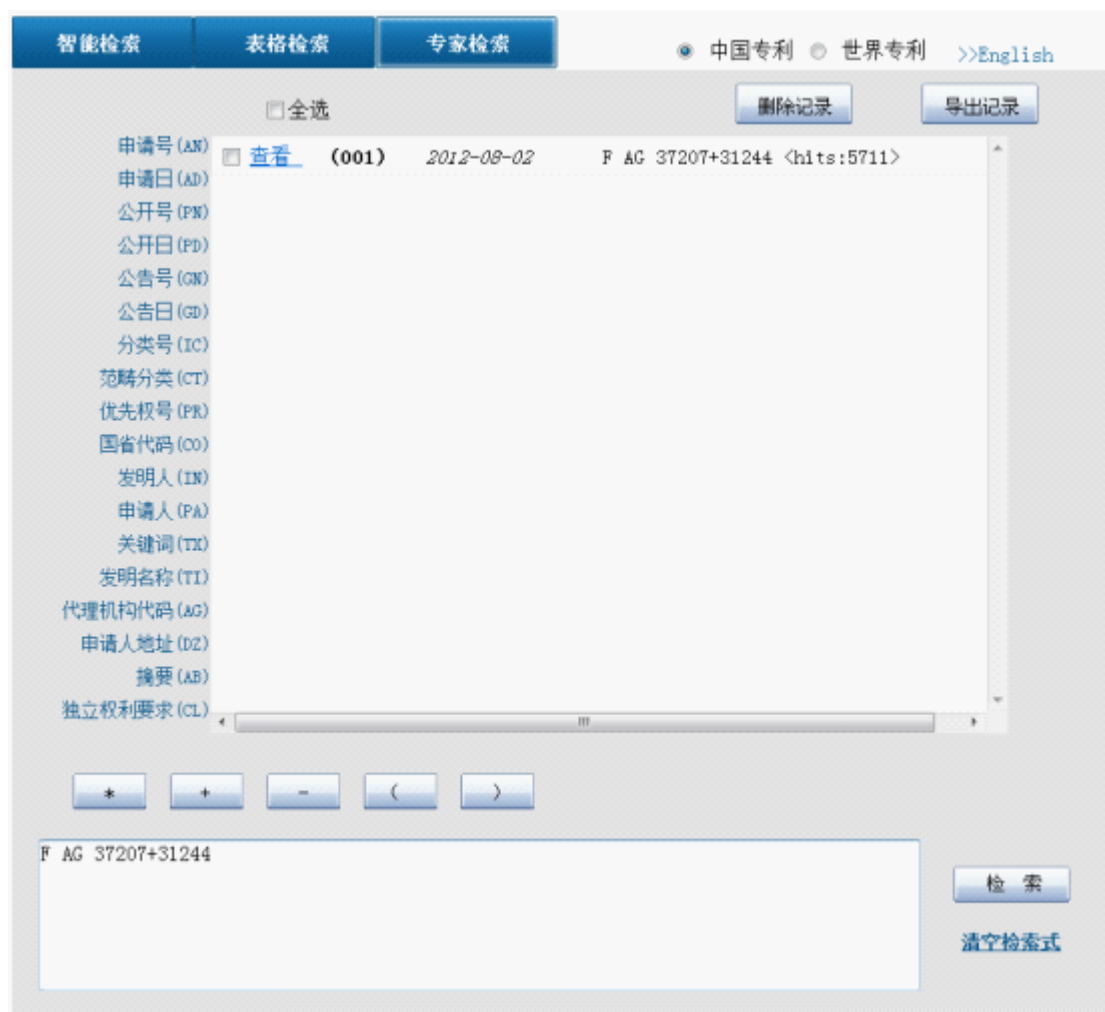 智能检索 表格检索 专家检索 中国专利 世界专利 >>English
全选 删除记录 导出记录
申请号(AN) 查看 (001) 2012-08-02 F AG 37207+31244 <hits:5711>
申请日(AD)
公开号(PN)
公开日(PD)
公告号(GN)
公告日(GD)
分类号(IC)
范畴分类(CT)
优先权号(PR)
国省代码(CO)
发明人(IN)
申请人(PA)
关键词(TX)
发明名称(TI)
代理机构代码(AG)
申请人地址(DZ)
摘要(AB)
独立权利要求(CL)
* + - ( )
F AG 37207+31244
检 索
清空检索式